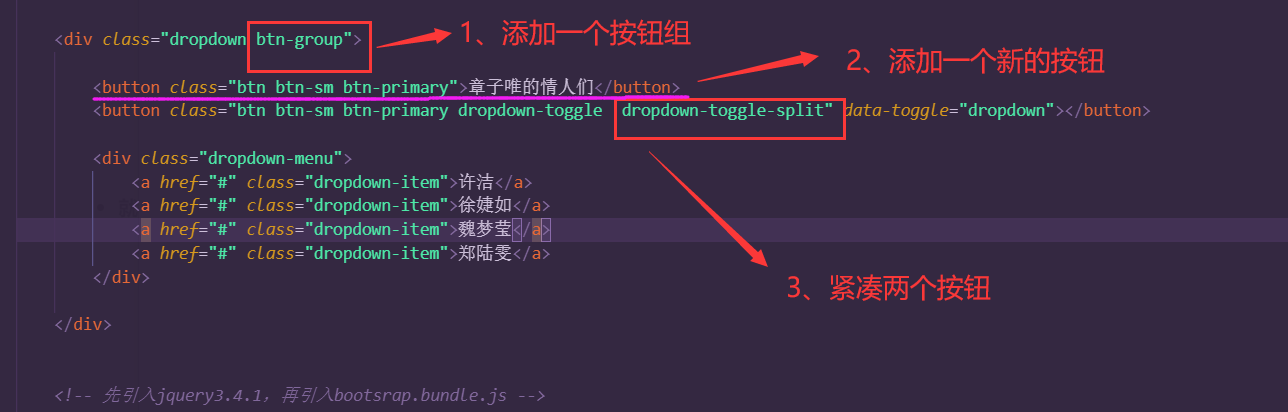 <div class="dropdown btn-group">
1、添加一个按钮组
2、添加一个新的按钮
<button class="btn btn-sm btn-primary">章子唯的情人们</button>
<button class="btn btn-sm btn-primary dropdown-toggle  dropdown-toggle-split" data-toggle="dropdown"></button>
<div class="dropdown-menu">
<a href="#" class="dropdown-item">许洁</a>
<a href="#" class="dropdown-item">徐婕如</a>
<a href="#" class="dropdown-item">魏梦莹</a>
<a href="#" class="dropdown-item">郑陆雯</a>
</div>
3、紧凑两个按钮
</div>
<!-- 先引入jquery3.4.1，再引入bootsrap.bundle.js -->